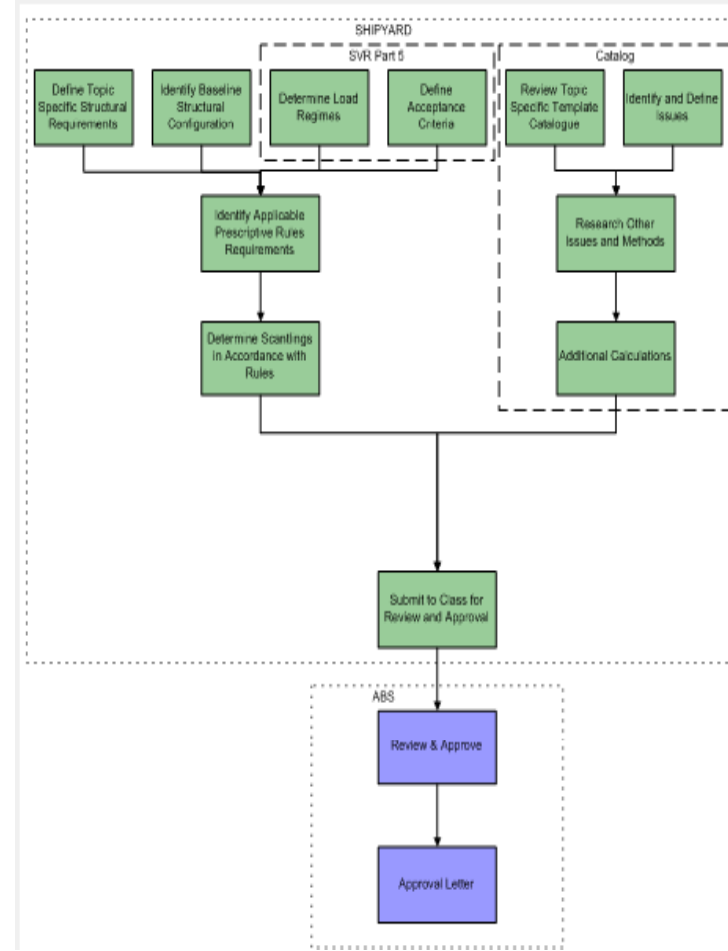 SHIPYARD
SVR Part 5
Catalog
Define Topic
Specific Structural
Requirements
Identify Baseline
Structural
Configuration
Determine Load
Regimes
Define
Acceptance
Criteria
Review Topic
Specific Template
Catalogue
Identify and Define
Issues
Identify Applicable
Prescriptive Rules
Requirements
Research Other
Issues and Methods
Determine Scantlings
in Accordance with
Rules
Additional Calculations
Submit to Class for
Review and Approval
ABS
Review & Approve
Approval Letter